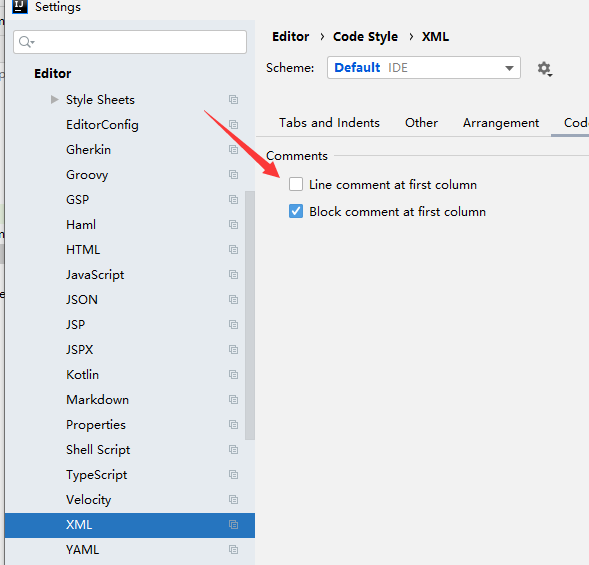 IJ Settings
Editor
Style Sheets
EditorConfig
Gherkin
Groovy
GSP
Haml
HTML
JavaScript
JSON
JSP
JSPX
Kotlin
Markdown
Properties
Shell Script
TypeScript
Velocity
XML
YAML
Editor › Code Style › XML
Scheme: Default IDE
Tabs and Indents Other Arrangement
Comments
Line comment at first column
Block comment at first column